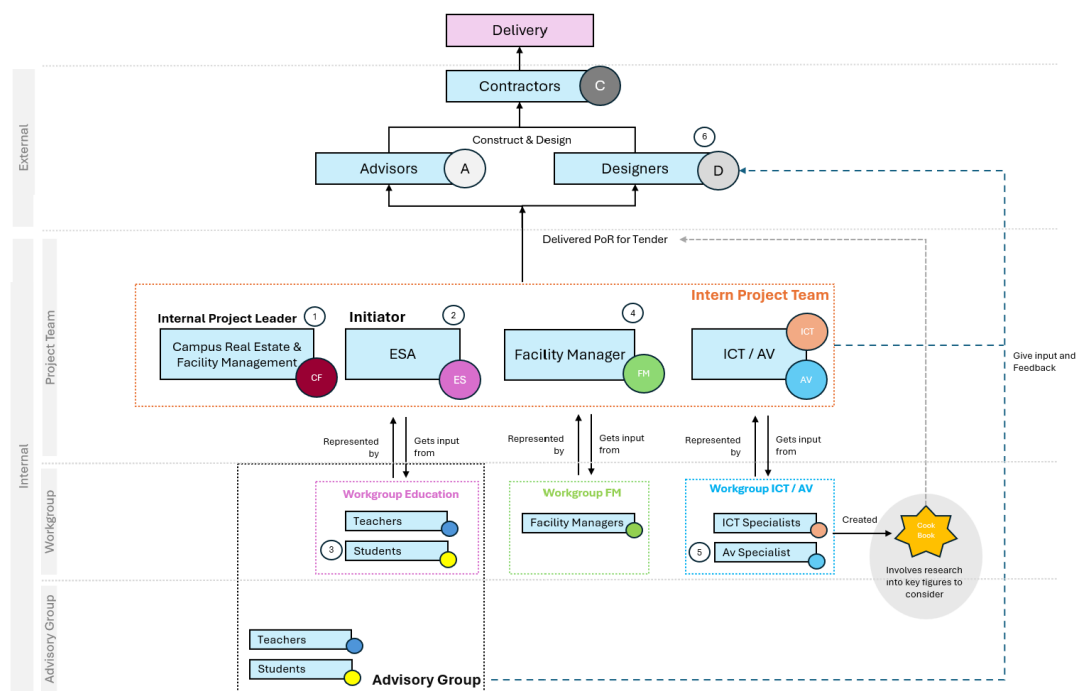 Delivery
External
Contractors
C
Construct & Design
6
Advisors
A
Designers
D
Delivered PoR for Tender
Internal
Project Team
Intern Project Team
Internal Project Leader
1
Initiator
2
4
Campus Real Estate &
Facility Management
CF
ESA
ES
Facility Manager
FM
ICT / AV
ICT
AV
Give input and
Feedback
Represented
by
Gets input
from
Represented
by
Gets input
from
Represented
by
Gets input
from
Workgroup
Workgroup Education
Teachers
3
Students
Workgroup FM
Facility Managers
Workgroup ICT / AV
ICT Specialists
5
Av Specialist
Created
Cook
Book
Involves research
into key figures to
consider
Advisory Group
Teachers
Students
Advisory Group